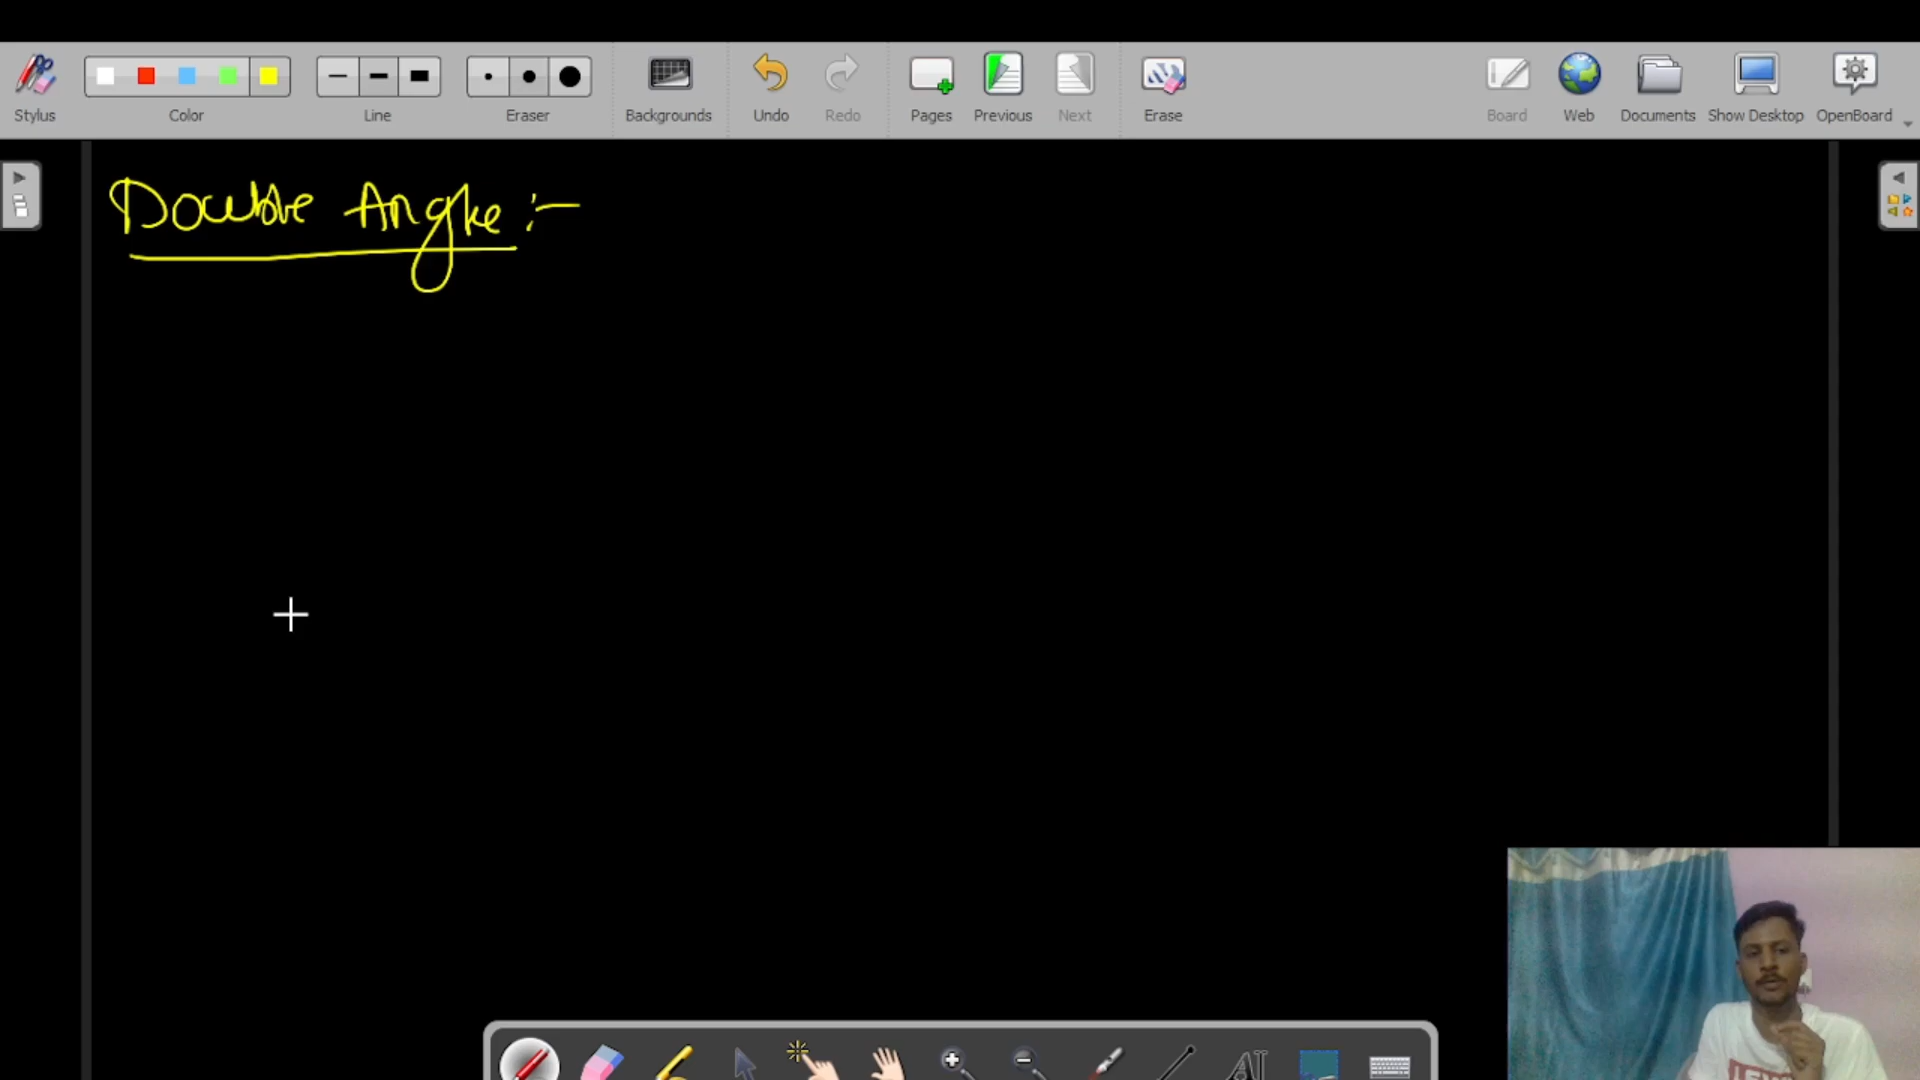 Stylus
Color
Line
Eraser
Backgrounds
Undo
Redo
Pages
Previous
Next
Erase
Board
Web
Documents
Show Desktop
OpenBoard
Double Angle :-